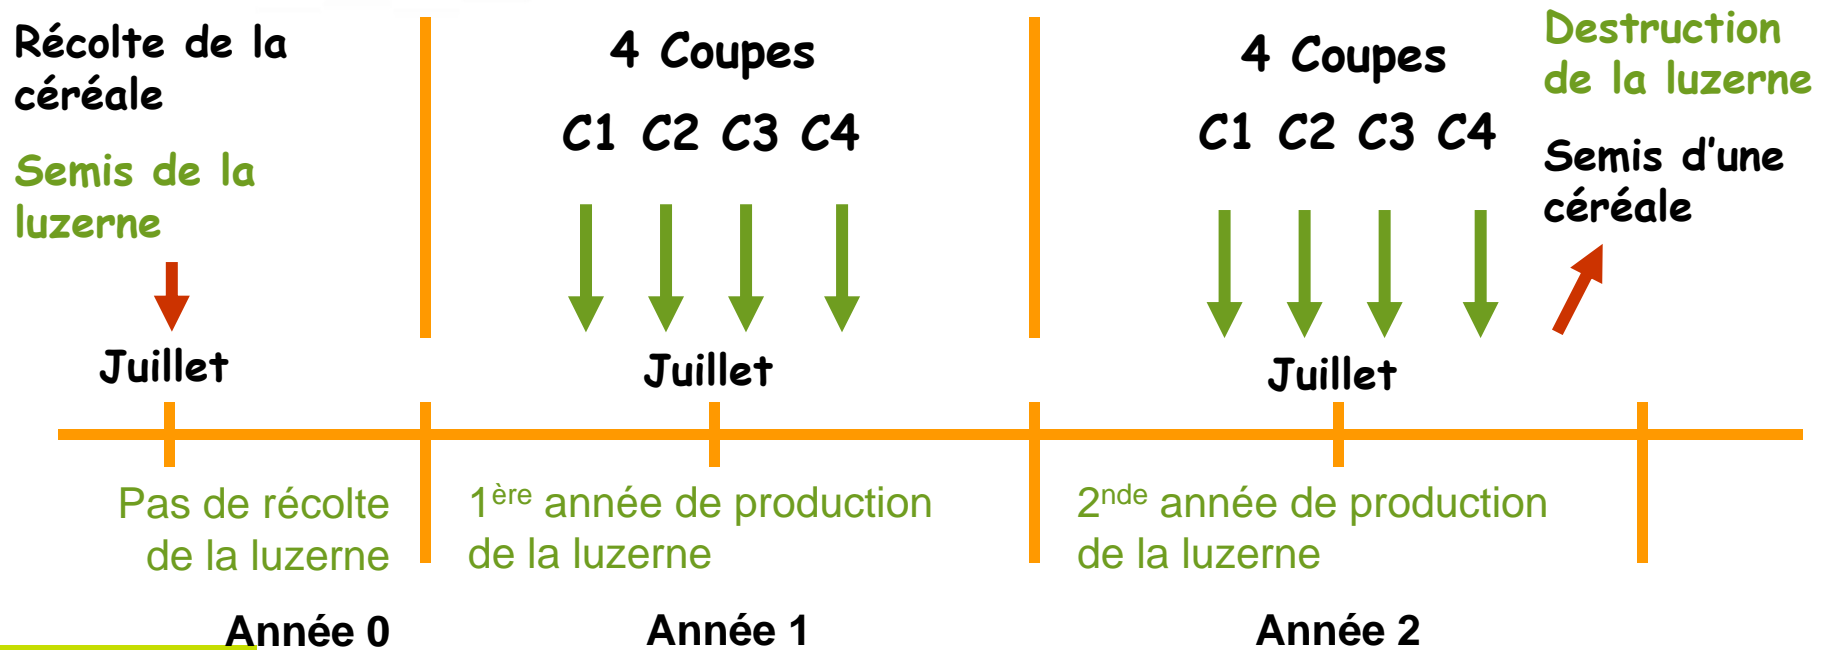 Récolte de la
céréale
Semis de la
luzerne
Juillet
4 Coupes
C1 C2 C3 C4
Juillet
4 Coupes
C1 C2 C3 C4
Juillet
Destruction
de la luzerne
Semis d'une
céréale
Pas de récolte
de la luzerne
1ère année de production
de la luzerne
2nde année de production
de la luzerne
Année 0
Année 1
Année 2